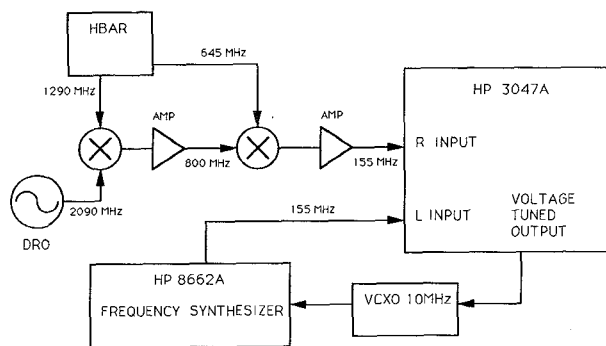 HBAR
645 MHz
1290 MHz
AMP
AMP
HP 3047A
800 MHz
155 MHz
R INPUT
2090 MHz
DRO
155 MHz
L INPUT
VOLTAGE
TUNED
OUTPUT
HP 8662A
FREQUENCY SYNTHESIZER
VCXO 10MHz